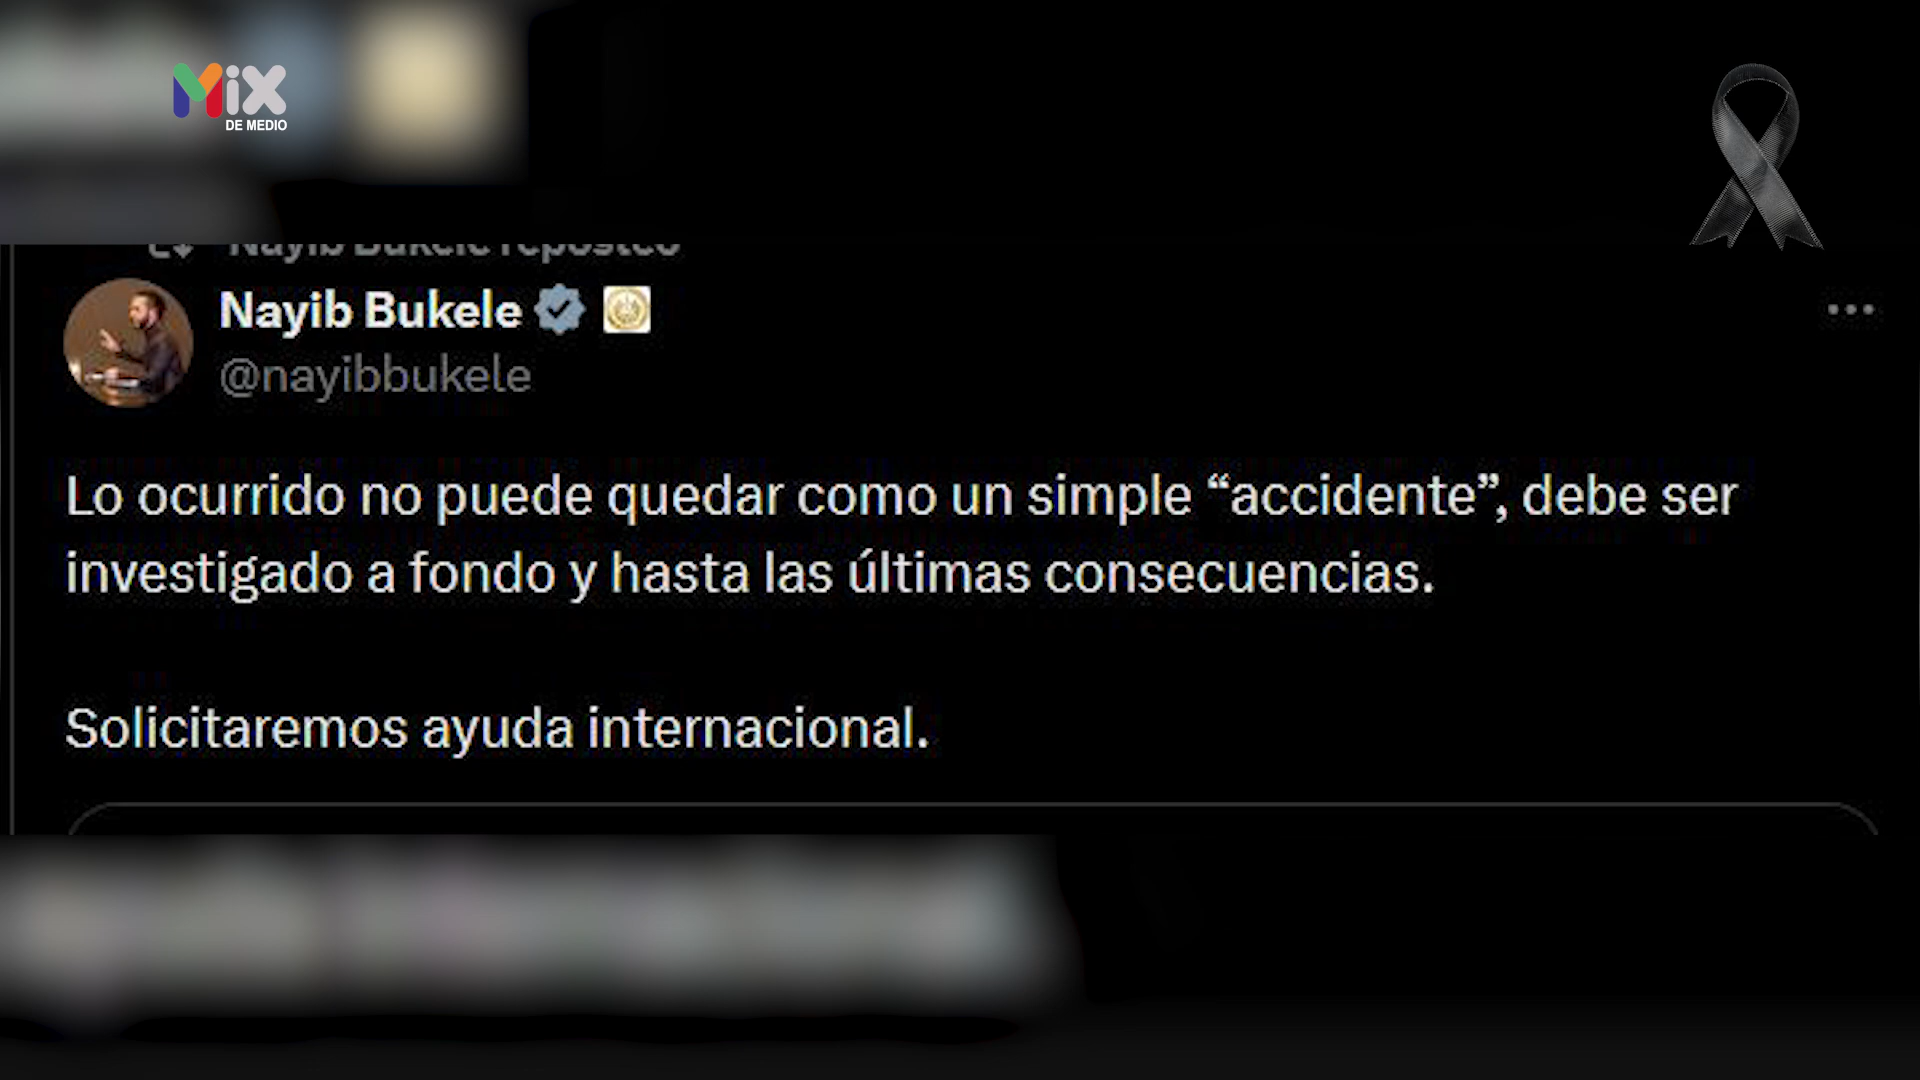 MiX
DE MEDIO
Nayib Bukele reposteó
Nayib Bukele
@nayibbukele
Lo ocurrido no puede quedar como un simple “accidente”, debe ser
investigado a fondo y hasta las últimas consecuencias.
Solicitaremos ayuda internacional.